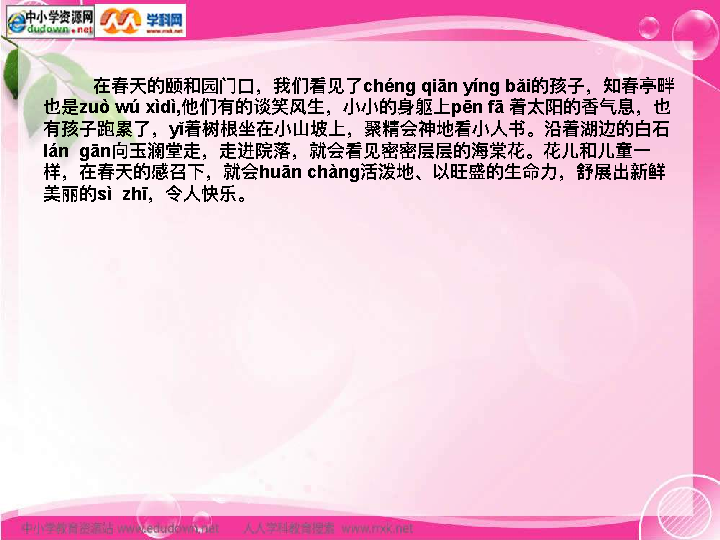 中小学资源网
edudown.net
学科网
www.nxk.net
在春天的颐和园门口，我们看见了chéng qiān yíng bǎi的孩子，知春亭畔
也是zuò wú xìdì,他们有的谈笑风生，小小的身躯上pēn fā 着太阳的香气息，也
有孩子跑累了，yǐ着树根坐在小山坡上，聚精会神地看小人书。沿着湖边的白石
lán gān向玉澜堂走，走进院落，就会看见密密层层的海棠花。花儿和儿童一
样，在春天的感召下，就会huān chàng活泼地、以旺盛的生命力，舒展出新鲜
美丽的sì zhī，令人快乐。
中小学教育资源站 www.edudown.net 人人学科教育搜索 www.nxk.net